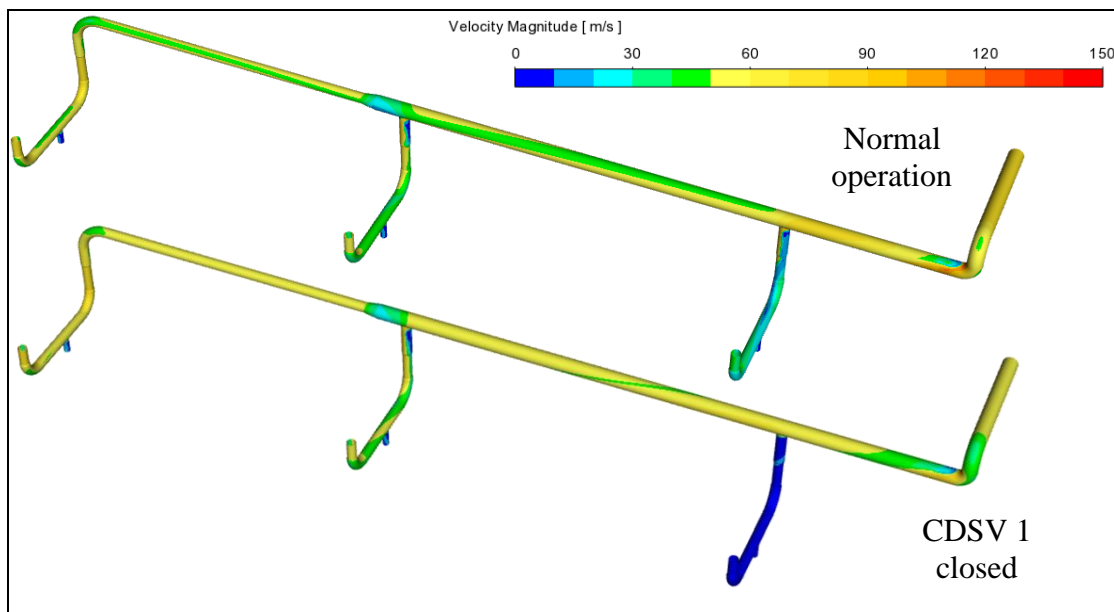 Velocity Magnitude [ m/s ]
0 30 60 90 120 150
Normal
operation
CDSV 1
closed